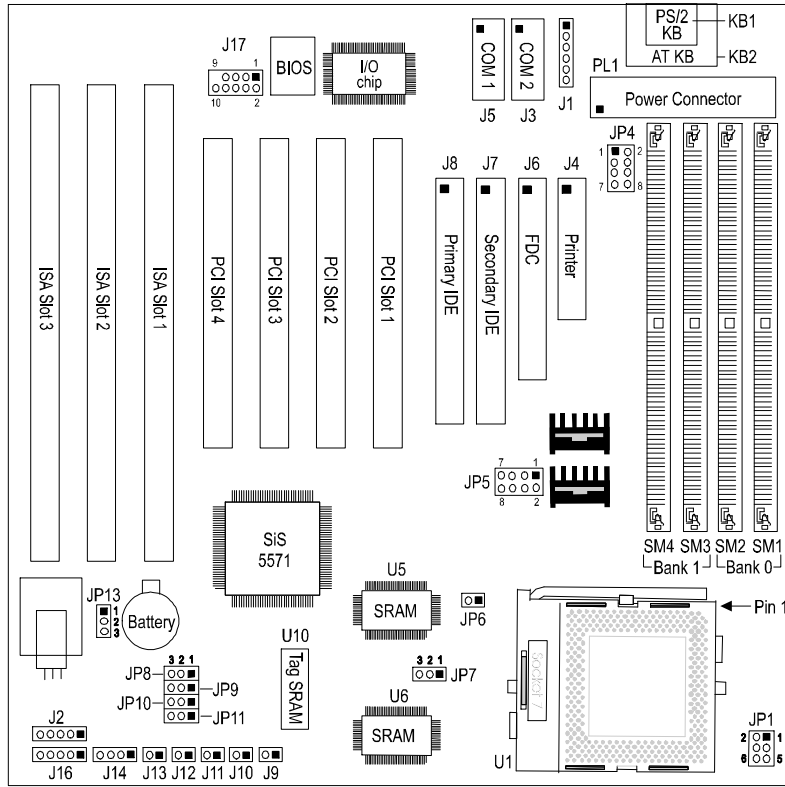 PS/2
KB
KB1
AT KB
KB2
J17
9 1
10 2
BIOS
I/O
chip
COM 1
COM 2
J5
J3
J1
PL1
Power Connector
JP4
1 2
7 8
J8
J7
J6
J4
Primary IDE
Secondary IDE
FDC
Printer
ISA Slot 3
ISA Slot 2
ISA Slot 1
PCI Slot 4
PCI Slot 3
PCI Slot 2
PCI Slot 1
7 1
JP5
8 2
SM4 SM3 SM2 SM1
Bank 1 Bank 0
SiS
5571
U5
SRAM
JP6
Pin 1
JP13
1
2
3
Battery
U10
Tag SRAM
3 2 1
JP7
Socket 7
3 2 1
JP8
JP9
JP10
JP11
U6
SRAM
U1
JP1
2 1
6 5
J2
J16 J14 J13 J12 J11 J10 J9